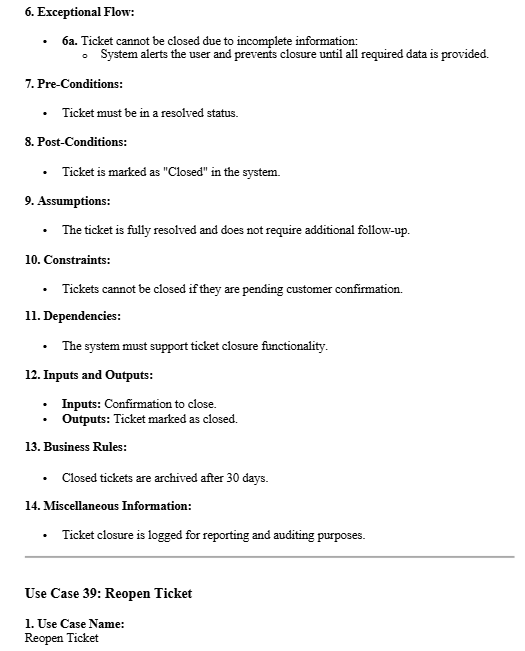 6. Exceptional Flow:
• 6a. Ticket cannot be closed due to incomplete information:
o System alerts the user and prevents closure until all required data is provided.
7. Pre-Conditions:
• Ticket must be in a resolved status.
8. Post-Conditions:
• Ticket is marked as "Closed" in the system.
9. Assumptions:
• The ticket is fully resolved and does not require additional follow-up.
10. Constraints:
• Tickets cannot be closed if they are pending customer confirmation.
11. Dependencies:
• The system must support ticket closure functionality.
12. Inputs and Outputs:
• Inputs: Confirmation to close.
• Outputs: Ticket marked as closed.
13. Business Rules:
• Closed tickets are archived after 30 days.
14. Miscellaneous Information:
• Ticket closure is logged for reporting and auditing purposes.
Use Case 39: Reopen Ticket
1. Use Case Name:
Reopen Ticket